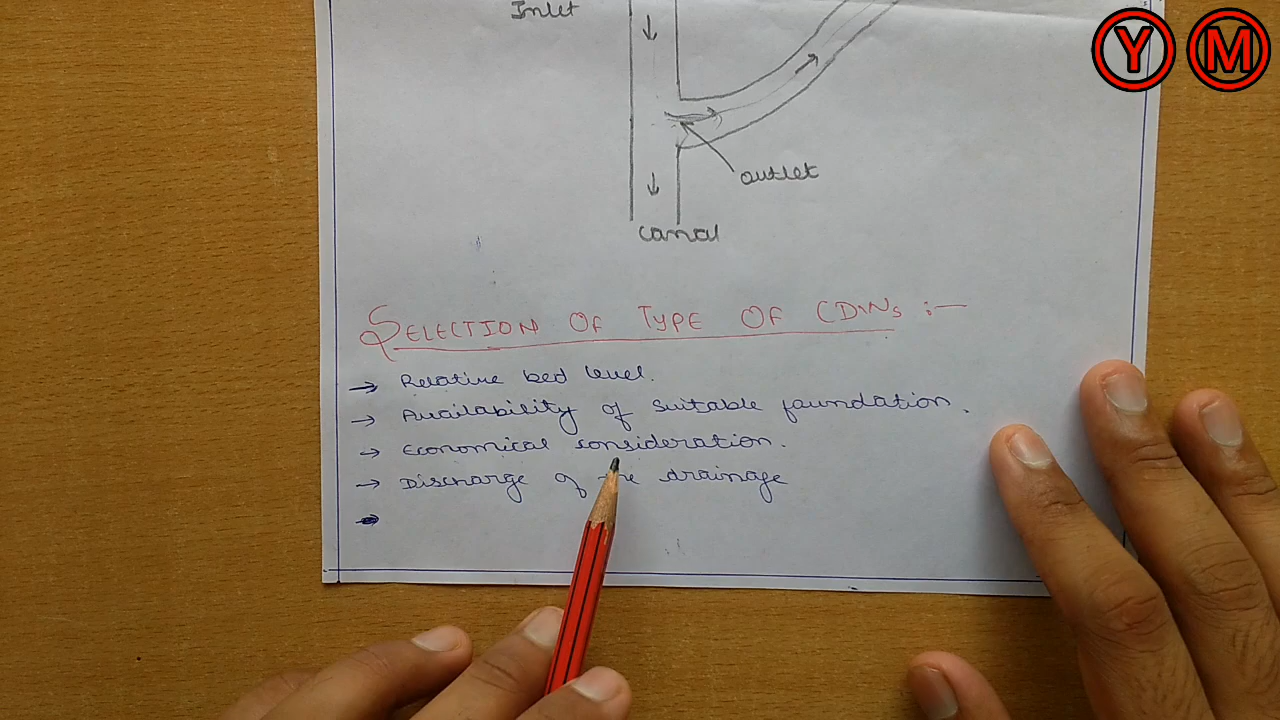 Inlet
Y M
outlet
Canal
SELECTION OF TYPE OF CDWs :-
→ Relative bed level.
→ Availability of suitable foundation.
→ Economical consideration.
→ Discharge of the drainage